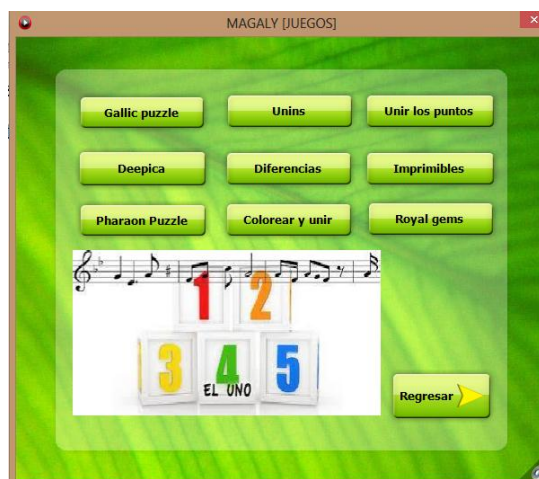 MAGALY [JUEGOS]
Gallic puzzle Unins Unir los puntos
Deepica Diferencias Imprimibles
Pharaon Puzzle Colorear y unir Royal gems
1 2
3 4 5
EL UNO
Regresar